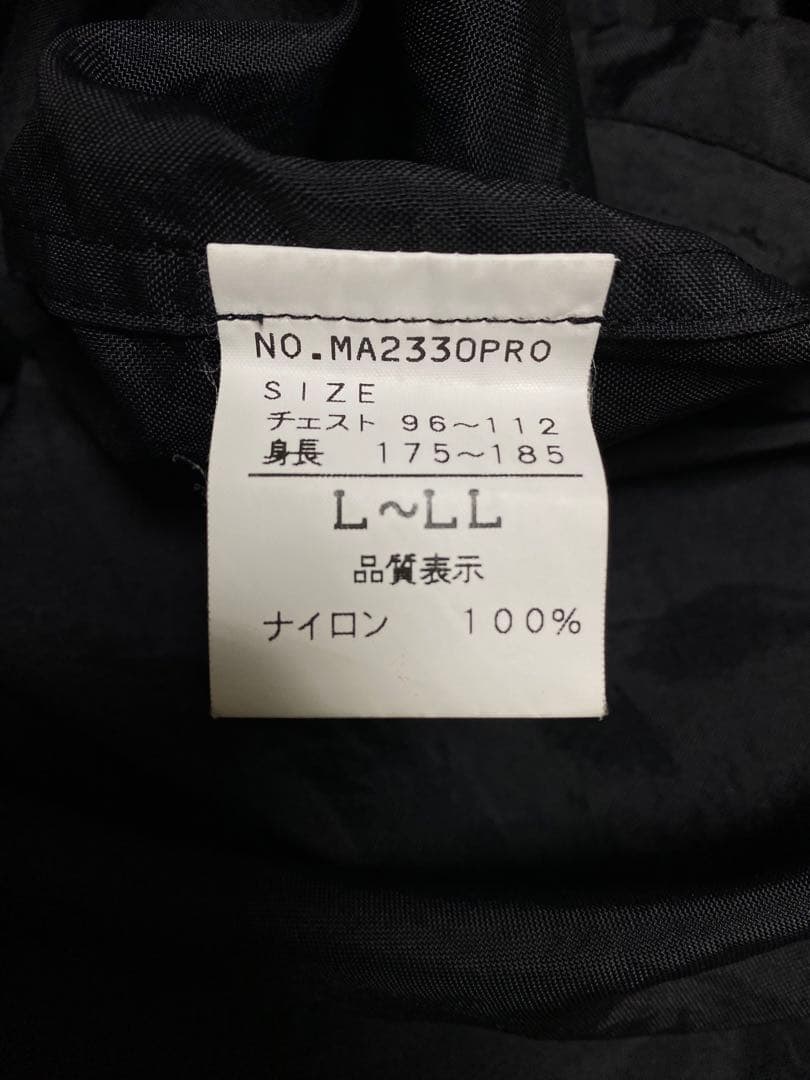 NO.MA2330PRO
SIZE
チェスト 96～112
身長 175～185
L～LL
品質表示
ナイロン 100%